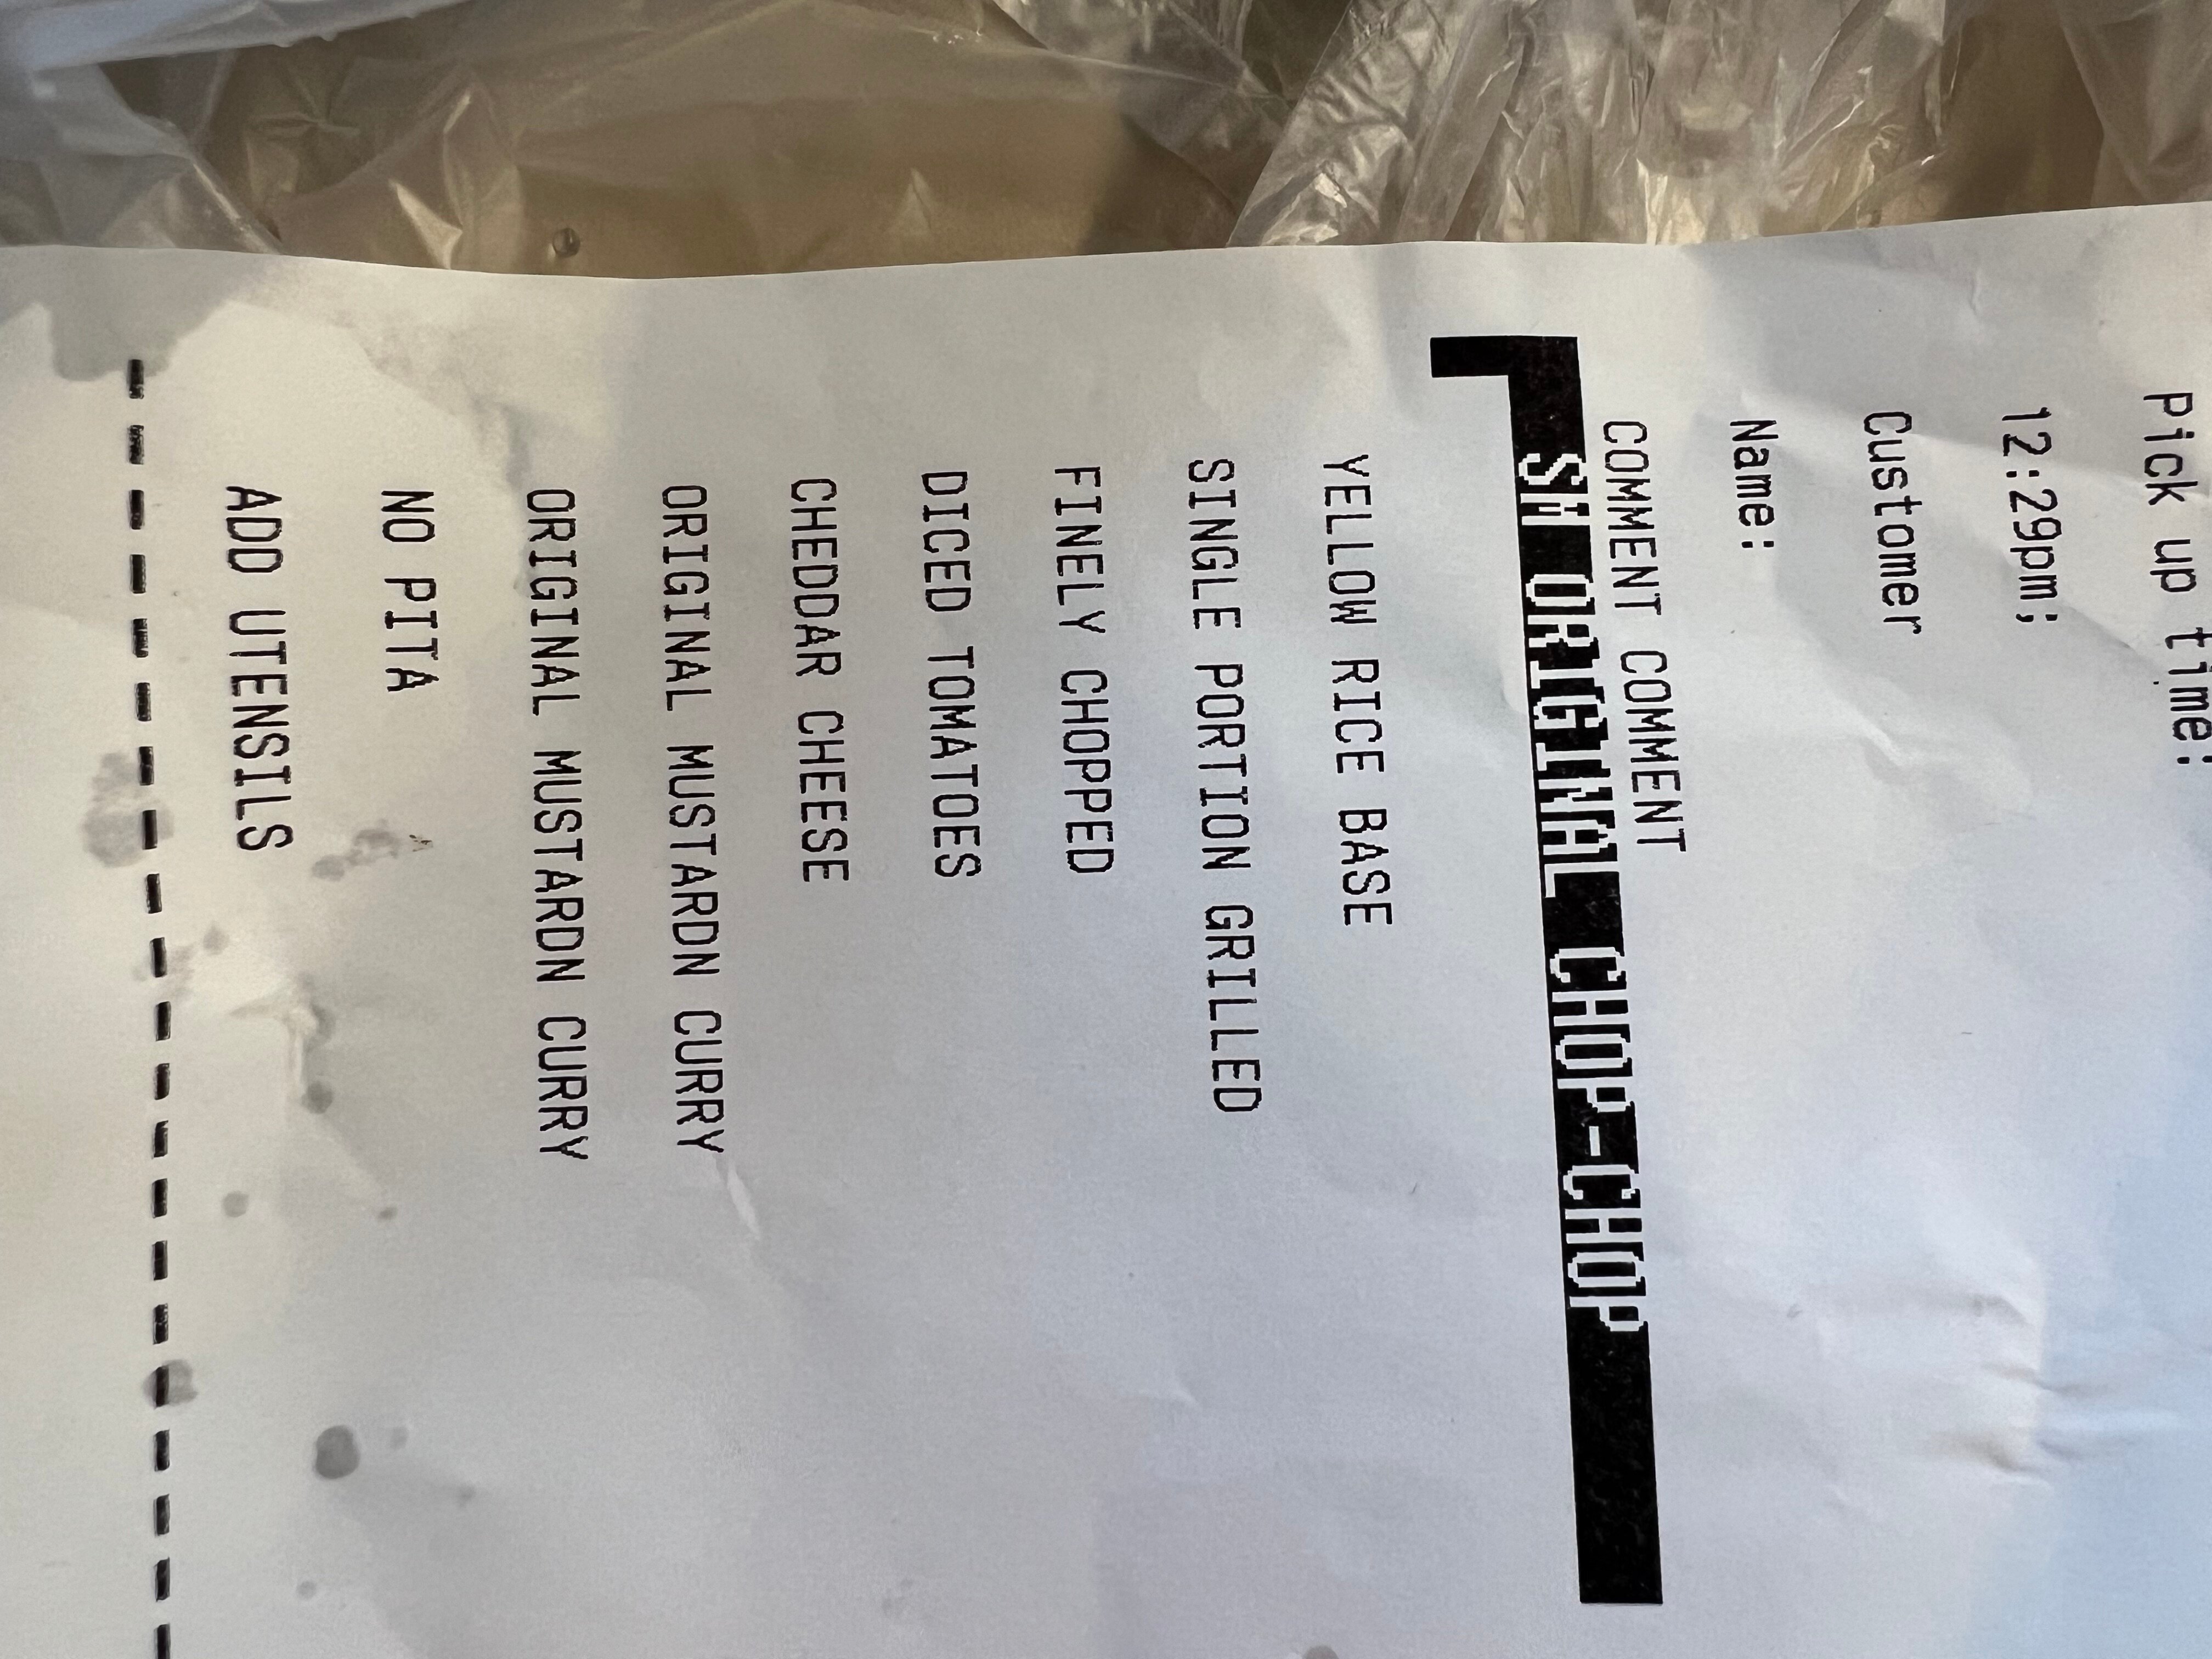 Pick up time:
12:29pm;
Customer
Name:
COMMENT COMMENT
SM ORIGINAL CHOP-CHOP
YELLOW RICE BASE
SINGLE PORTION GRILLED
FINELY CHOPPED
DICED TOMATOES
CHEDDAR CHEESE
ORIGINAL MUSTARDN CURRY
ORIGINAL MUSTARDN CURRY
NO PITA
ADD UTENSILS